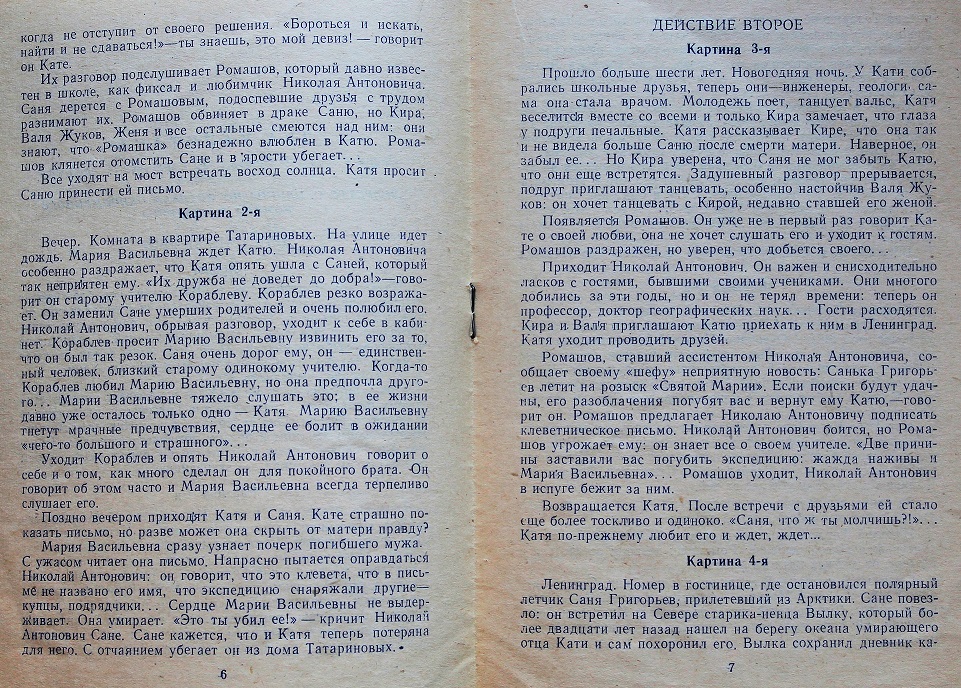 когда не отступит от своего решения. «Бороться и искать,
найти и не сдаваться!»—ты знаешь, это мой девиз! — говорит
он Кате.
Их разговор подслушивает Ромашов, который давно извес-
тен в школе, как фискал и любимчик Николая Антоновича.
Саня дерется с Ромашовым, подоспевшие друзья с трудом
разнимают их. Ромашов обвиняет в драке Саню, но Кира,
Валя Жуков, Женя и все остальные смеются над ним: они
знают, что «Ромашка» безнадежно влюблен в Катю. Рома-
шов клянется отомстить Сане и в ярости убегает...
Все уходят на мост встречать восход солнца. Катя просит
Саню принести ей письмо.
Картина 2-я
Вечер. Комната в квартире Татариновых. На улице идет
дождь. Мария Васильевна ждет Катю. Николая Антоновича
особенно раздражает, что Катя опять ушла с Саней, который
так неприятен ему. «Их дружба не доведет до добра!»—гово-
рит он старому учителю Кораблеву. Кораблев резко возража-
ет. Он заменил Сане умерших родителей и очень полюбил его.
Николай Антонович, обрывая разговор, уходит к себе в каби-
нет. Кораблев просит Марию Васильевну извинить его за то,
что он был так резок. Саня очень дорог ему, он — единствен-
ный человек, близкий старому одинокому учителю. Когда-то
Кораблев любил Марию Васильевну, но она предпочла друго-
го... Марии Васильевне тяжело слушать это; в ее жизни
давно уже осталось только одно — Катя. Марию Васильевну
гнетут мрачные предчувствия, сердце ее болит в ожидании
«чего-то большого и страшного»...
Уходит Кораблев и опять Николай Антонович говорит о
себе и о том, как много сделал он для покойного брата. Он
говорит об этом часто и Мария Васильевна всегда терпеливо
слушает его.
Поздно вечером приходят Катя и Саня. Кате страшно по-
казать письмо, но разве может она скрыть от матери правду?
Мария Васильевна сразу узнает почерк погибшего мужа.
С ужасом читает она письмо. Напрасно пытается оправдаться
Николай Антонович: он говорит, что это клевета, что в пись-
ме не названо его имя, что экспедицию снаряжали другие—
купцы, подрядчики... Сердце Марии Васильевны не выдер-
живает. Она умирает. «Это ты убил ее!» — кричит Николай
Антонович Сане. Сане кажется, что и Катя теперь потеряна
для него. С отчаянием убегает он из дома Татариновых.
6
ДЕЙСТВИЕ ВТОРОЕ
Картина 3-я
Прошло больше шести лет. Новогодняя ночь. У Кати соб-
рались школьные друзья, теперь они—инженеры, геологи, са-
ма она стала врачом. Молодежь поет, танцует вальс, Катя
веселится вместе со всеми и только Кира замечает, что глаза
у подруги печальные. Катя рассказывает Кире, что она так
и не видела больше Саню после смерти матери. Наверное, он
забыл ее... Но Кира уверена, что Саня не мог забыть Катю,
что они еще встретятся. Задушевный разговор прерывается,
подруг приглашают танцевать, особенно настойчив Валя Жу-
ков: он хочет танцевать с Кирой, недавно ставшей его женой.
Появляется Ромашов. Он уже не в первый раз говорит Ка-
те о своей любви, она не хочет слушать его и уходит к гостям.
Ромашов раздражен, но уверен, что добьется своего...
Приходит Николай Антонович. Он важен и снисходительно
ласков с гостями, бывшими своими учениками. Они многого
добились за эти годы, но и он не терял времени: теперь он
профессор, доктор географических наук... Гости расходятся.
Кира и Валя приглашают Катю приехать к ним в Ленинград.
Катя уходит проводить друзей.
Ромашов, ставший ассистентом Николая Антоновича, со-
общает своему «шефу» неприятную новость: Санька Григорь-
ев летит на розыск «Святой Марии». Если поиски будут удач-
ны, его разоблачения погубят вас и вернут ему Катю,—гово-
рит он. Ромашов предлагает Николаю Антоновичу подписать
клеветническое письмо. Николай Антонович боится, но Рома-
шов угрожает ему: он знает все о своем учителе. «Две причи-
ны заставили вас погубить экспедицию: жажда наживы и
Мария Васильевна»... Ромашов уходит, Николай Антонович
в испуге бежит за ним.
Возвращается Катя. После встречи с друзьями ей стало
еще более тоскливо и одиноко. «Саня, что ж ты молчишь?!»...
Катя по-прежнему любит его и ждет, ждет...
Картина 4-я
Ленинград. Номер в гостинице, где остановился полярный
летчик Саня Григорьев, прилетевший из Арктики. Сане повез-
ло: он встретил на Севере старика-ненца Вылку, который бо-
лее двадцати лет назад нашел на берегу океана умирающего
отца Кати и сам похоронил его. Вылка сохранил дневник ка-
7